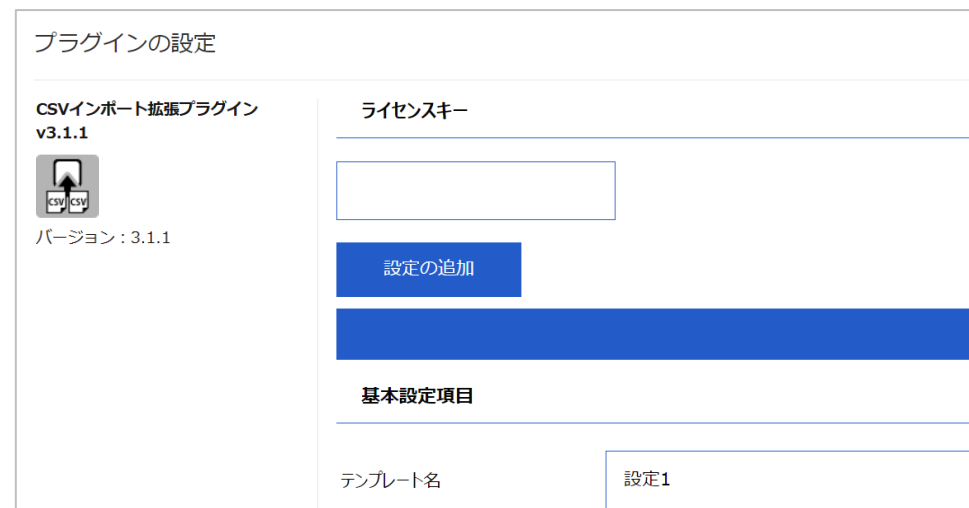 プラグインの設定
CSVインポート拡張プラグイン
v3.1.1
CSV CSV
バージョン : 3.1.1
ライセンスキー
設定の追加
基本設定項目
テンプレート名
設定1